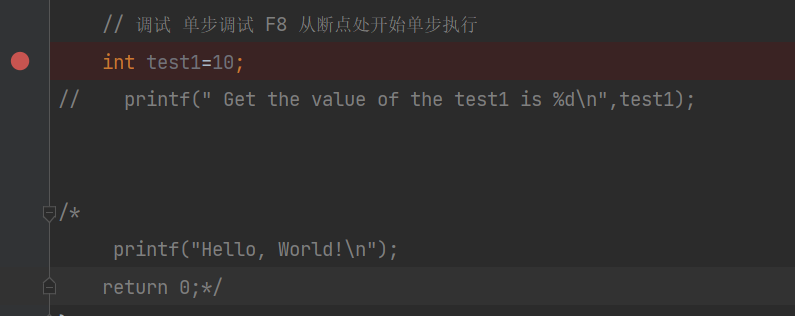 // 调试 单步调试 F8 从断点处开始单步执行
int test1=10;
//    printf(" Get the value of the test1 is %d\n",test1);
/*
printf("Hello, World!\n");
return 0;*/